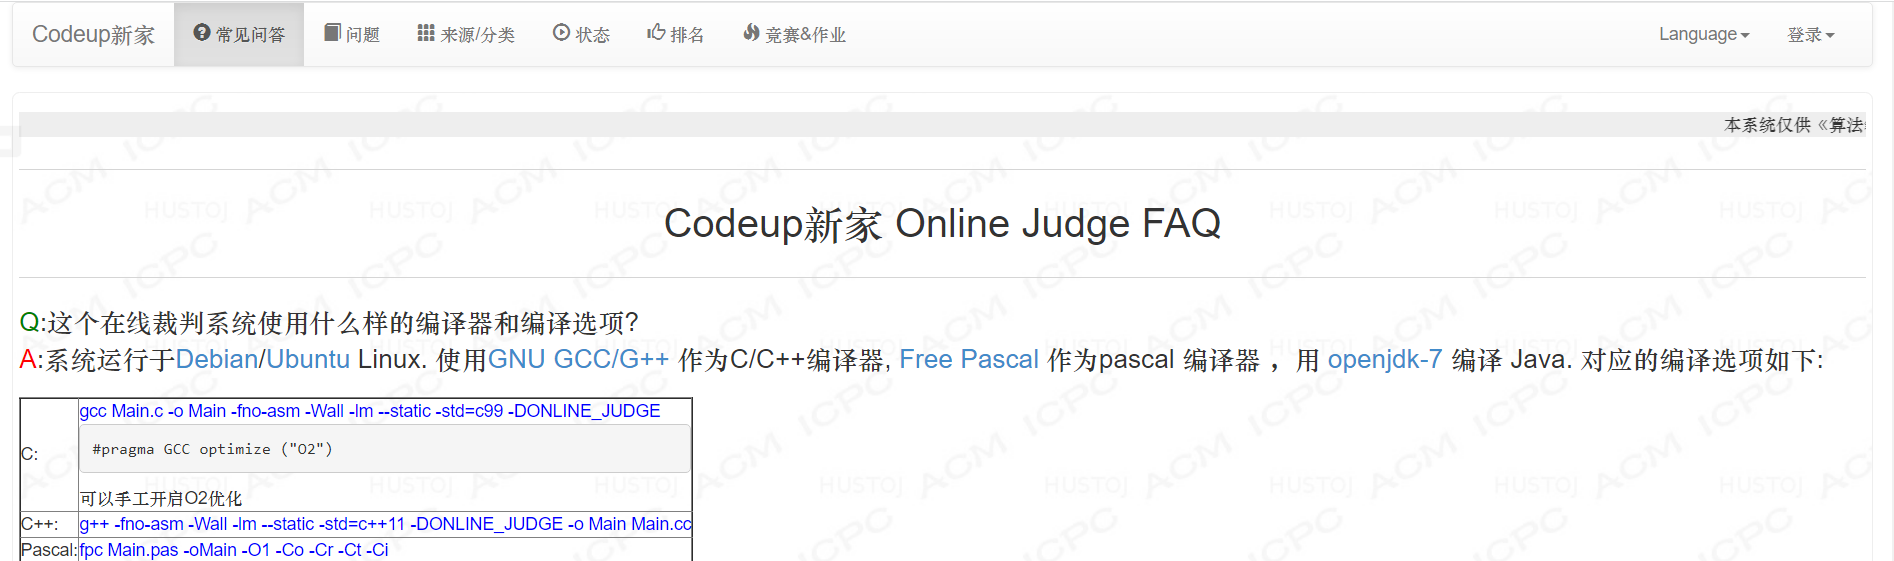 Codeup新家 常见问答 问题 来源/分类 状态 排名 竞赛&作业 Language 登录
本系统仅供《算法
Codeup新家 Online Judge FAQ
Q:这个在线裁判系统使用什么样的编译器和编译选项?
A:系统运行于Debian/Ubuntu Linux. 使用GNU GCC/G++ 作为C/C++编译器, Free Pascal 作为pascal 编译器 ，用 openjdk-7 编译 Java. 对应的编译选项如下:
gcc Main.c -o Main -fno-asm -Wall -lm --static -std=c99 -DONLINE_JUDGE
C:
#pragma GCC optimize ("O2")
可以手工开启O2优化
C++: g++ -fno-asm -Wall -lm --static -std=c++11 -DONLINE_JUDGE -o Main Main.cc
Pascal: fpc Main.pas -oMain -O1 -Co -Cr -Ct -Ci
ACM ICPC HUSTOJ